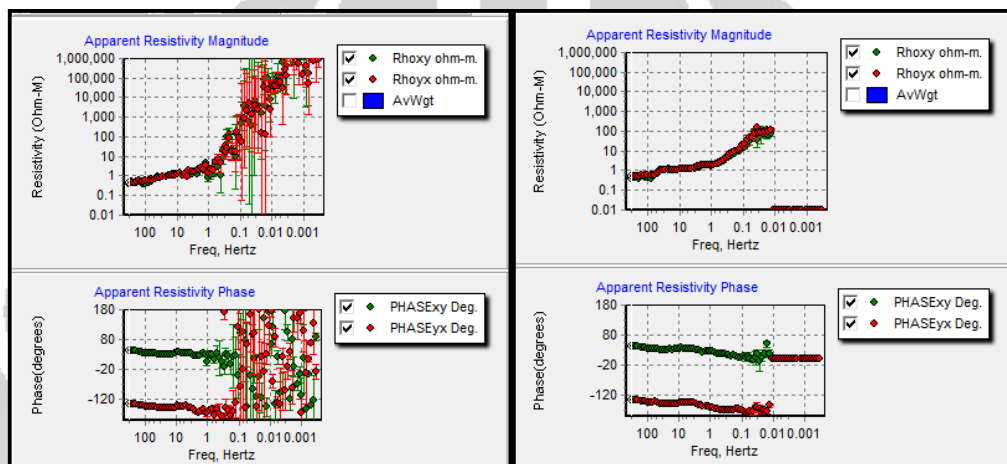 Apparent Resistivity Magnitude
Rhoxy ohm-m.
Rhoyx ohm-m.
AvWgt
Resistivity (Ohm-M)
1,000,000
100,000
10,000
1,000
100
10
1
0.1
0.01
100 10 1 0.1 0.01 0.001
Freq, Hertz
Apparent Resistivity Phase
PHASExy Deg.
PHASEyx Deg.
Phase(degrees)
180
80
-20
-120
100 10 1 0.1 0.01 0.001
Freq, Hertz
Apparent Resistivity Magnitude
Rhoxy ohm-m.
Rhoyx ohm-m.
AvWgt
Resistivity (Ohm-M)
1,000,000
100,000
10,000
1,000
100
10
1
0.1
0.01
100 10 1 0.1 0.01 0.001
Freq, Hertz
Apparent Resistivity Phase
PHASExy Deg.
PHASEyx Deg.
Phase(degrees)
180
80
-20
-120
100 10 1 0.1 0.01 0.001
Freq, Hertz